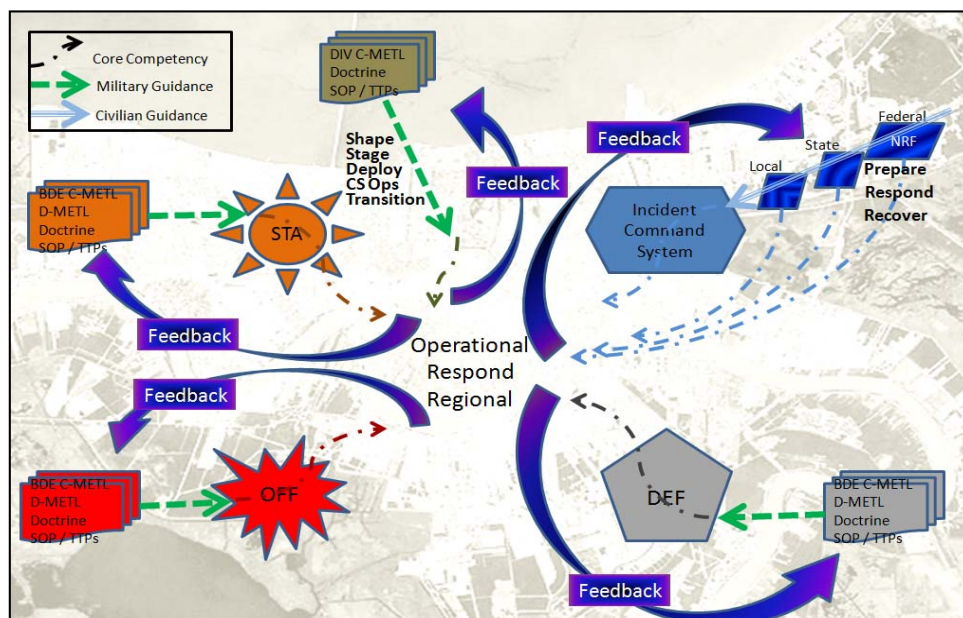 Core Competency
Military Guidance
Civilian Guidance
DIV C-METL
Doctrine
SOP / TTPs
Shape
Stage
Deploy
CS Ops
Transition
Feedback
Feedback
Federal
NRF
State
Local
Prepare
Respond
Recover
Incident
Command
System
BDE C-METL
D-METL
Doctrine
SOP / TTPs
STA
Feedback
Operational
Respond
Regional
Feedback
BDE C-METL
D-METL
Doctrine
SOP / TTPs
OFF
DEF
BDE C-METL
D-METL
Doctrine
SOP / TTPs
Feedback